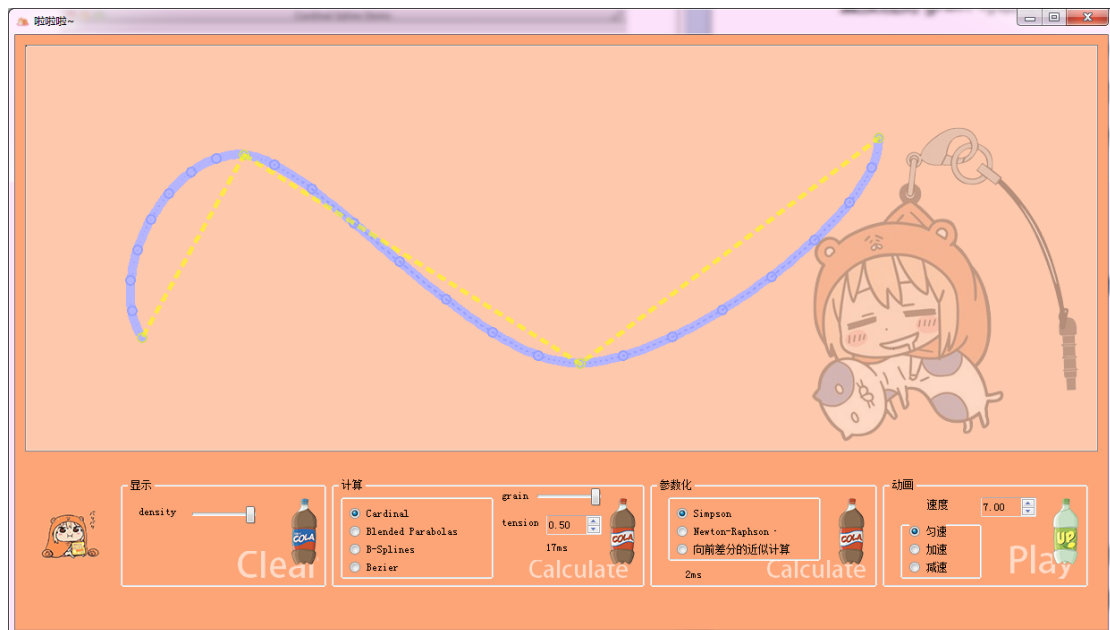 啦啦啦~
显示
density
COLA
Clear
计算
Cardinal
Blended Parabolas
B-Splines
Bezier
grain
tension 0.50
17ms
COLA
Calculate
参数化
Simpson
Newton-Raphson
向前差分的近似计算
2ms
COLA
Calculate
动画
速度 7.00
匀速
加速
减速
UP!
Play